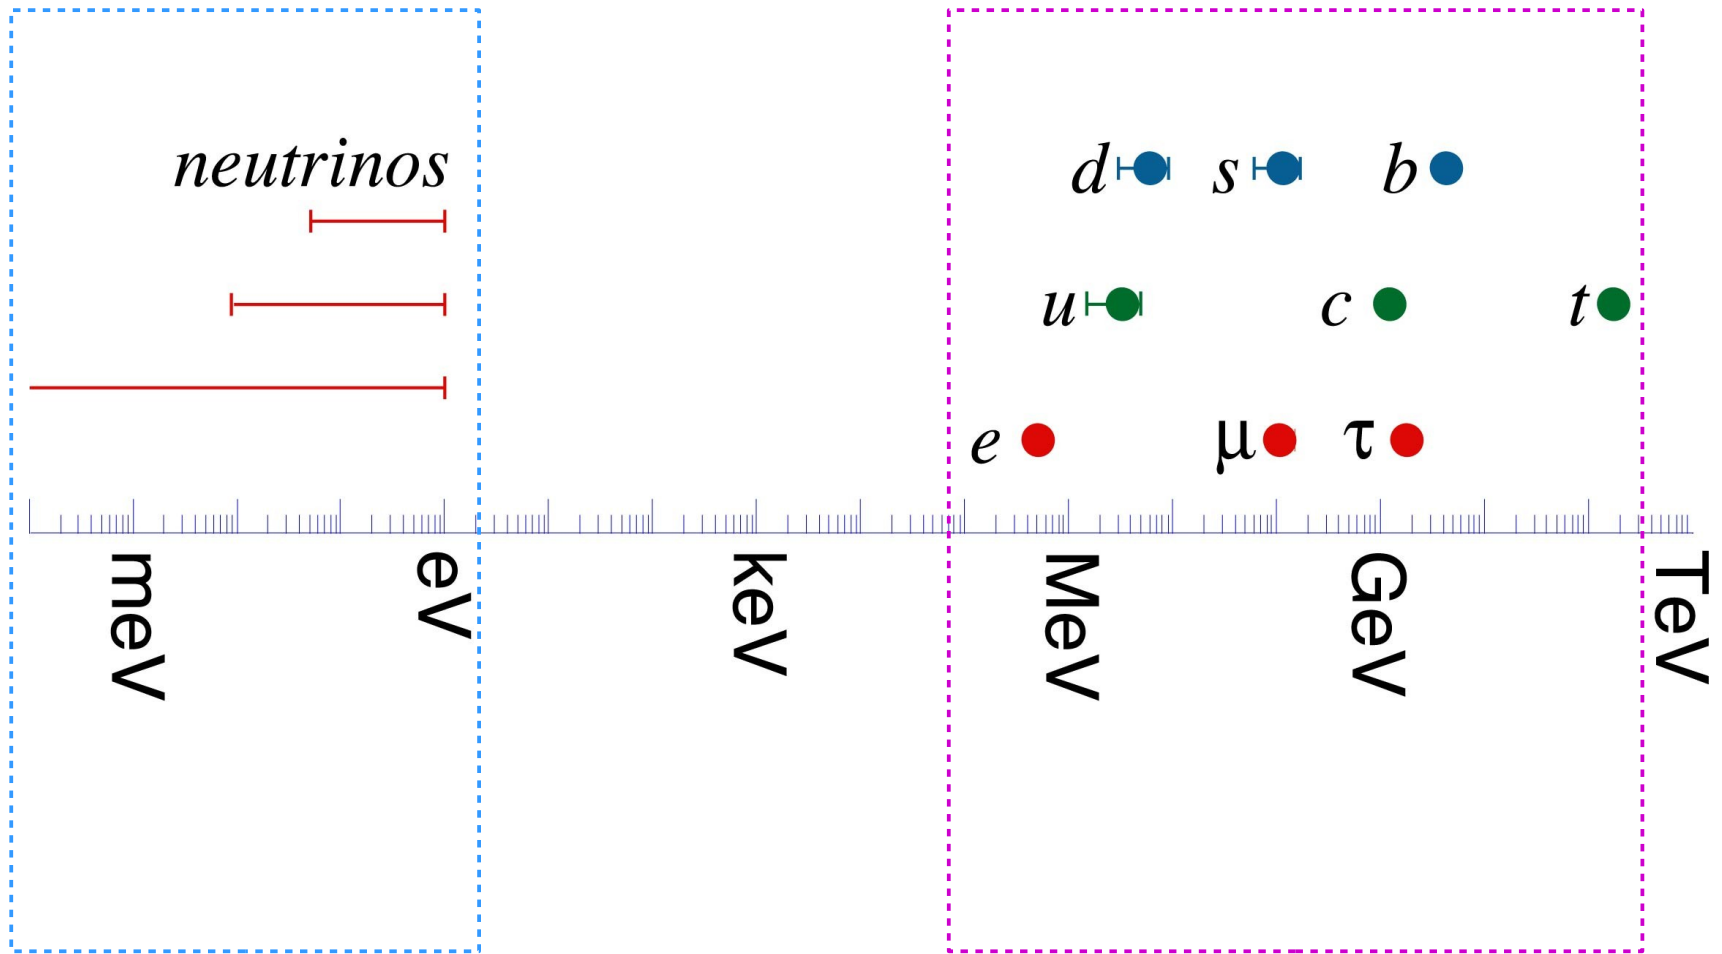 neutrinos
d s b
u c t
e μ τ
meV eV keV MeV GeV TeV